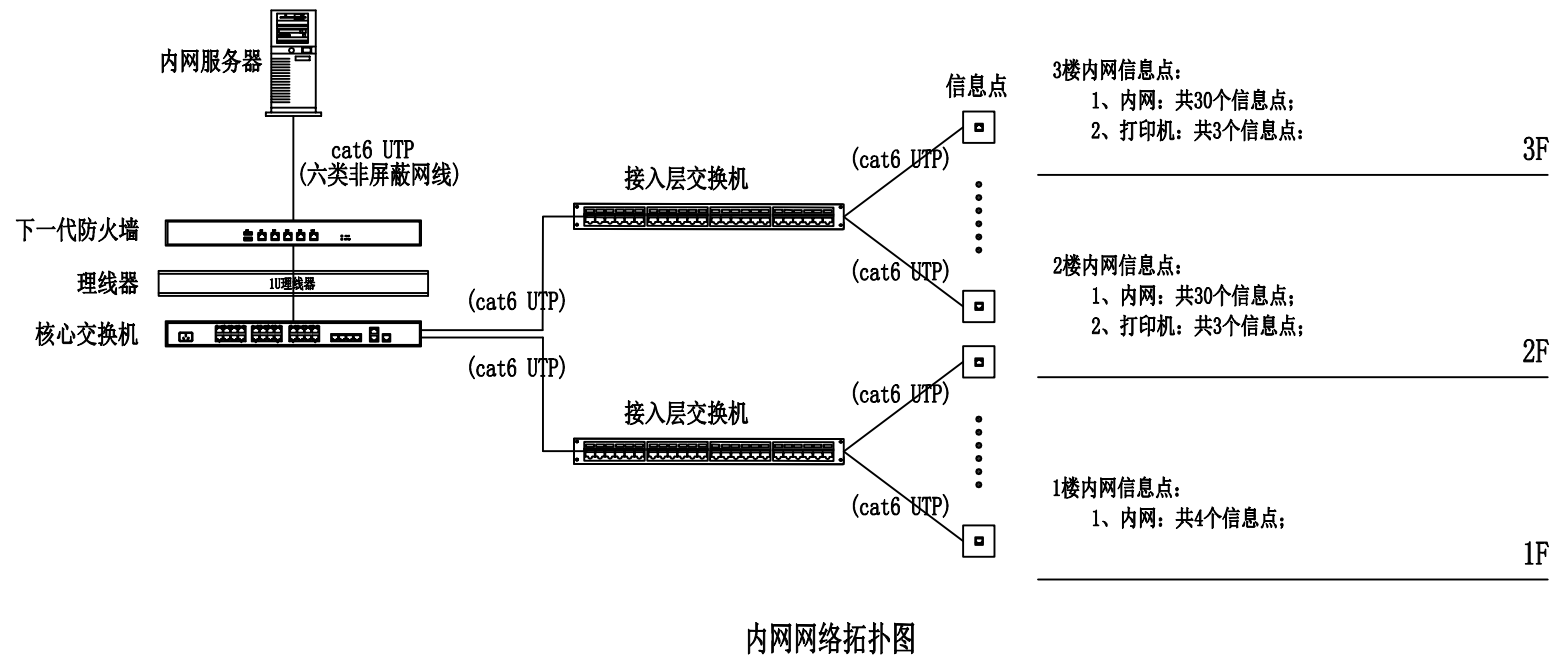 内网服务器
cat6 UTP
(六类非屏蔽网线)
下一代防火墙
理线器
1U理线器
核心交换机
(cat6 UTP)
(cat6 UTP)
接入层交换机
接入层交换机
信息点
(cat6 UTP)
(cat6 UTP)
(cat6 UTP)
(cat6 UTP)
3楼内网信息点：
1、内网：共30个信息点；
2、打印机：共3个信息点：
3F
2楼内网信息点：
1、内网：共30个信息点；
2、打印机：共3个信息点；
2F
1楼内网信息点：
1、内网：共4个信息点；
1F
内网网络拓扑图